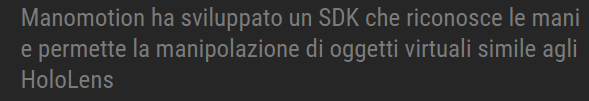 Manomotion ha sviluppato un SDK che riconosce le mani
e permette la manipolazione di oggetti virtuali simile agli
HoloLens